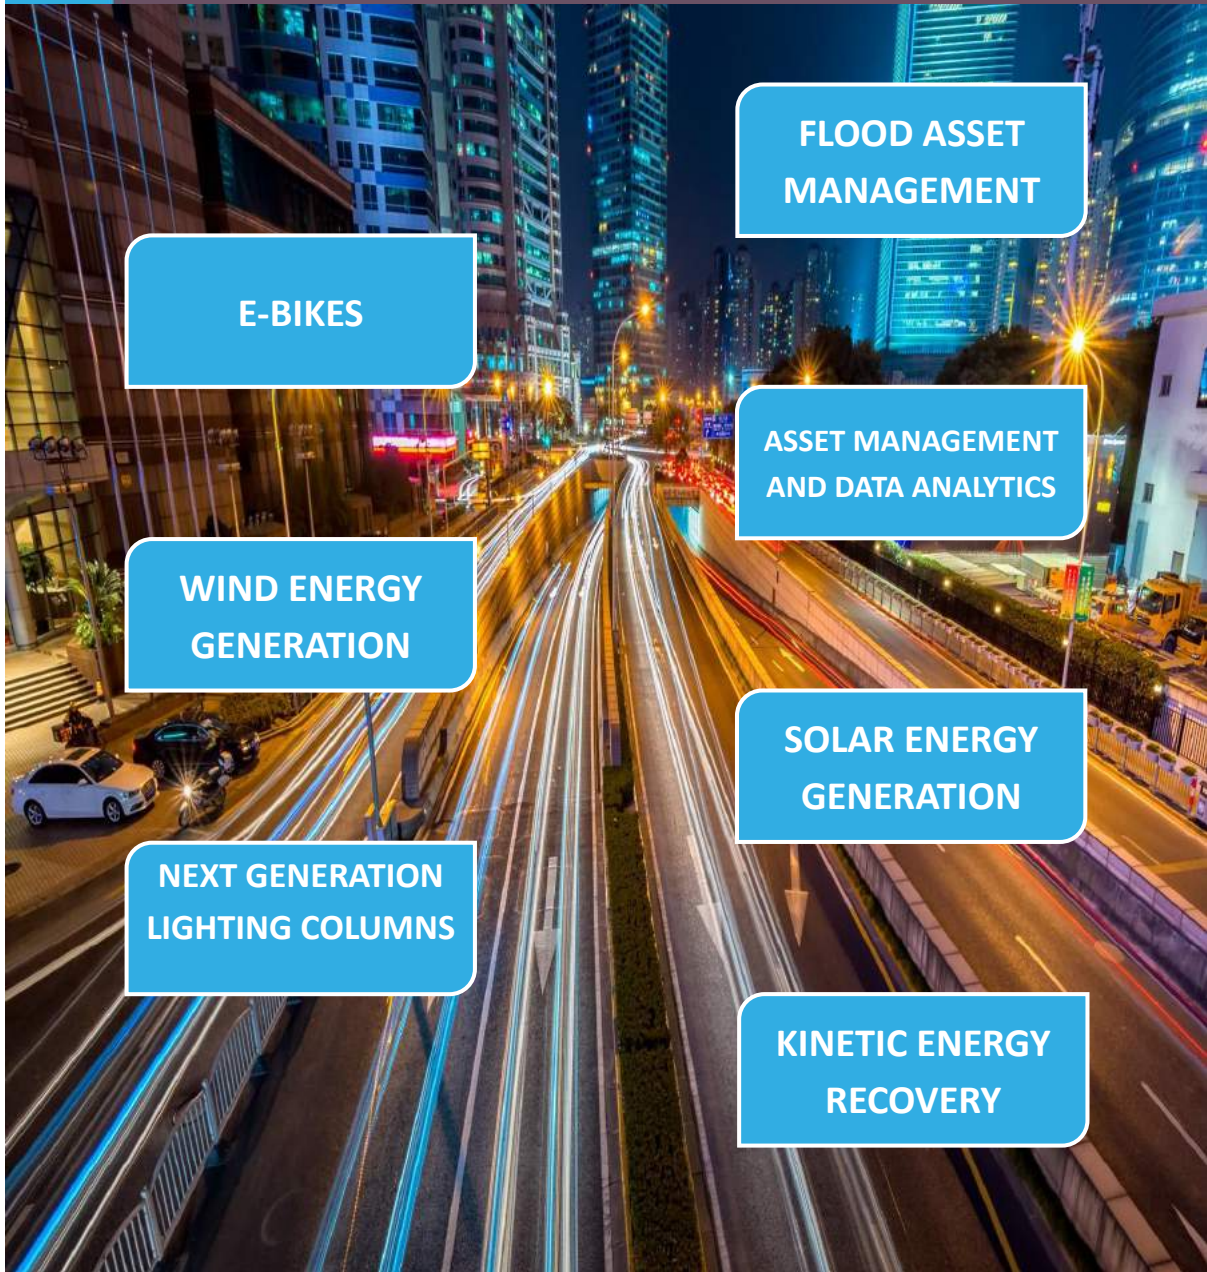 FLOOD ASSET
MANAGEMENT
E-BIKES
ASSET MANAGEMENT
AND DATA ANALYTICS
WIND ENERGY
GENERATION
SOLAR ENERGY
GENERATION
NEXT GENERATION
LIGHTING COLUMNS
KINETIC ENERGY
RECOVERY